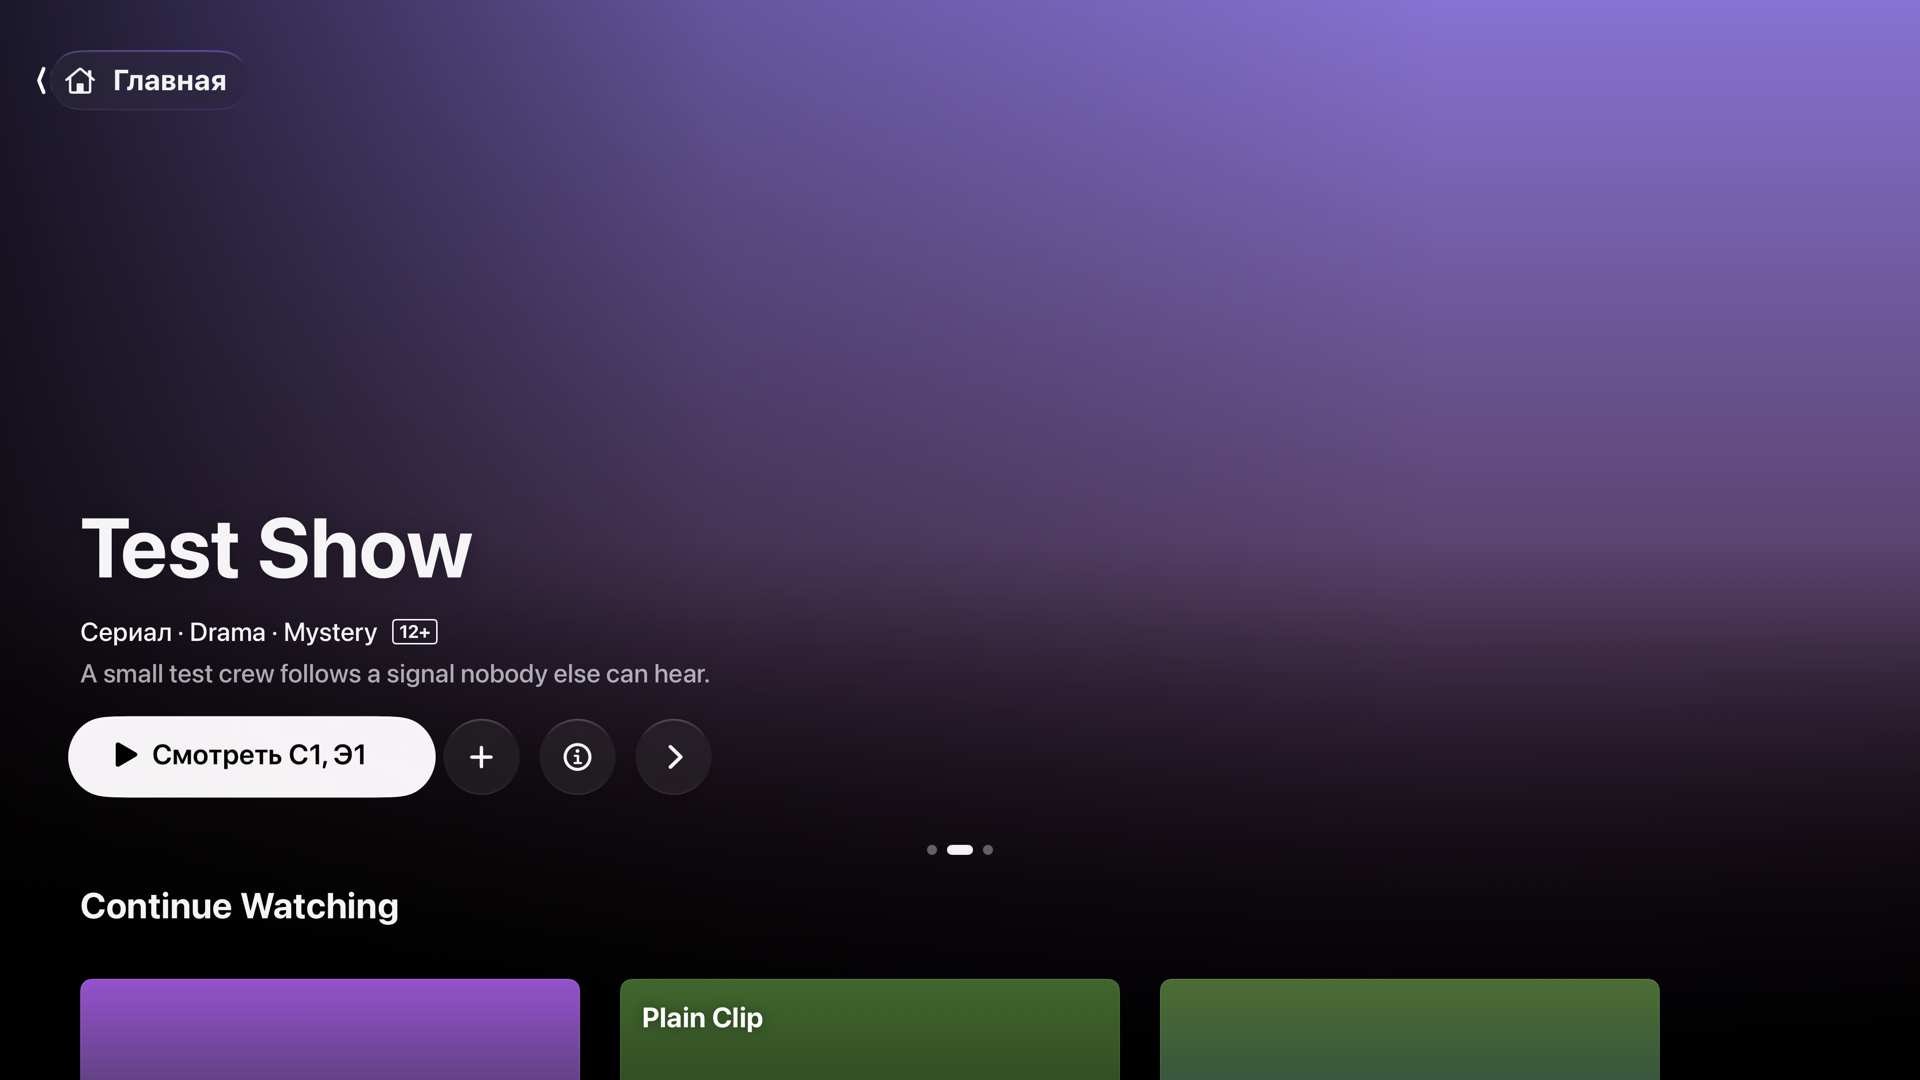 Главная
Test Show
Сериал · Drama · Mystery 12+
A small test crew follows a signal nobody else can hear.
Смотреть С1, Э1
Continue Watching
Plain Clip